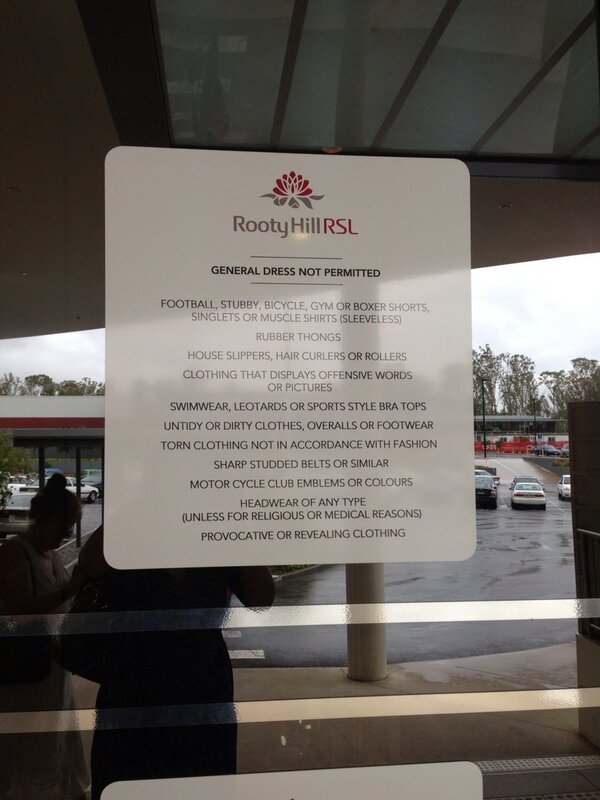 Rooty Hill RSL
GENERAL DRESS NOT PERMITTED
FOOTBALL, STUBBY, BICYCLE, GYM OR BOXER SHORTS,
SINGLETS OR MUSCLE SHIRTS (SLEEVELESS)
RUBBER THONGS
HOUSE SLIPPERS, HAIR CURLERS OR ROLLERS
CLOTHING THAT DISPLAYS OFFENSIVE WORDS
OR PICTURES
SWIMWEAR, LEOTARDS OR SPORTS STYLE BRA TOPS
UNTIDY OR DIRTY CLOTHES, OVERALLS OR FOOTWEAR
TORN CLOTHING NOT IN ACCORDANCE WITH FASHION
SHARP STUDDED BELTS OR SIMILAR
MOTOR CYCLE CLUB EMBLEMS OR COLOURS
HEADWEAR OF ANY TYPE
(UNLESS FOR RELIGIOUS OR MEDICAL REASONS)
PROVOCATIVE OR REVEALING CLOTHING